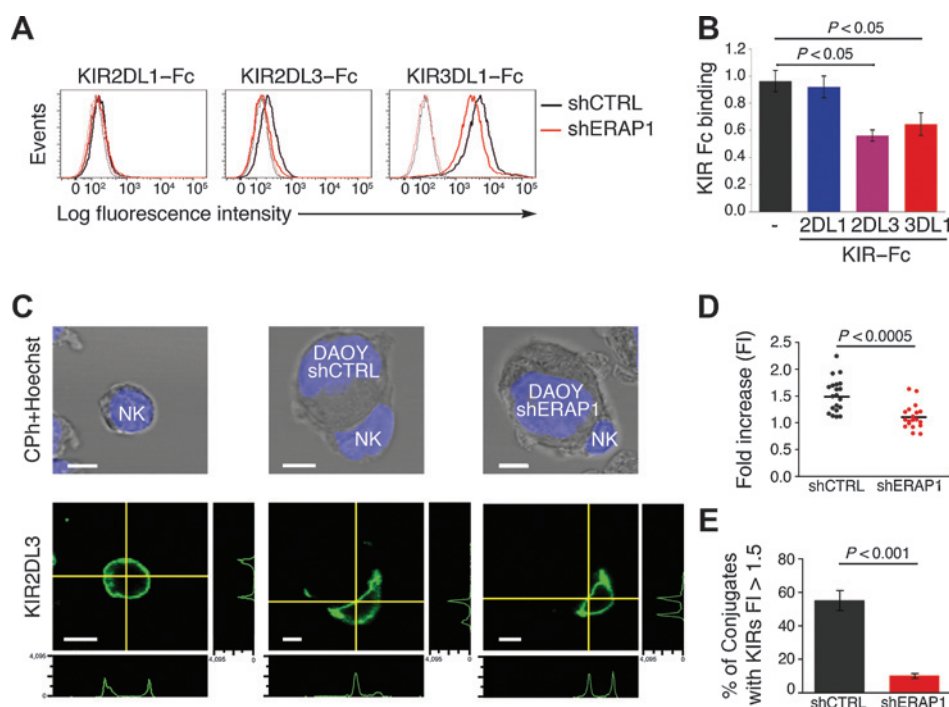 A
KIR2DL1–Fc
KIR2DL3–Fc
KIR3DL1–Fc
Events
shCTRL
shERAP1
0 10² 10³ 10⁴ 10⁵
0 10² 10³ 10⁴ 10⁵
0 10² 10³ 10⁴ 10⁵
Log fluorescence intensity
B
P < 0.05
P < 0.05
KIR Fc binding
1.2
1.0
0.8
0.6
0.4
0.2
0.0
- 2DL1 2DL3 3DL1
KIR–Fc
C
CPh+Hoechst
NK
DAOY
shCTRL
NK
DAOY
shERAP1
NK
KIR2DL3
4,095 0
4,095 0
4,095 0
4,095
0
D
P < 0.0005
Fold increase (FI)
2.5
2.0
1.5
1.0
0.5
0.0
shCTRL shERAP1
E
P < 0.001
% of Conjugates
with KIRs FI > 1.5
80
60
40
20
0
shCTRL shERAP1